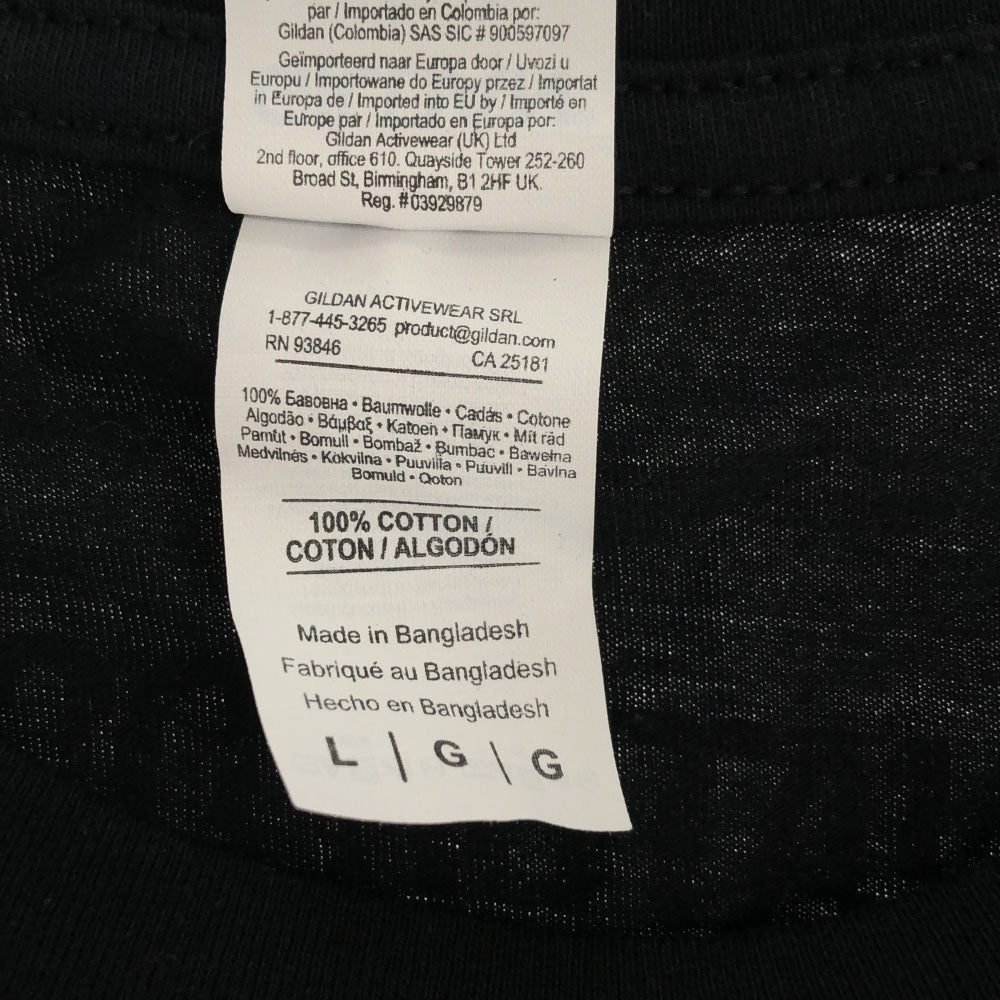 par / Importado en Colombia por:
Gildan (Colombia) SAS SIC # 900597097
Geïmporteerd naar Europa door / Uvozi u
Europu / Importowane do Europy przez / Importat
in Europa de / Imported into EU by / Importé en
Europe par / Importado en Europa por:
Gildan Activewear (UK) Ltd
2nd floor, office 610. Quayside Tower 252-260
Broad St, Birmingham, B1 2HF UK.
Reg. #03929879
GILDAN ACTIVEWEAR SRL
1-877-445-3265 product@gildan.com
RN 93846 CA 25181
100% Бавовна • Baumwolle • Cadás • Cotone
Algodão • Βάμβαξ • Katoen • Памук • Mit rād
Pamut • Bomull • Bombaž • Bumbac • Bawełna
Medvilnės • Kokvilna • Puuvilla • Puuvill • Bavlna
Bomuld • Qoton
100% COTTON /
COTON / ALGODÓN
Made in Bangladesh
Fabriqué au Bangladesh
Hecho en Bangladesh
L | G | G